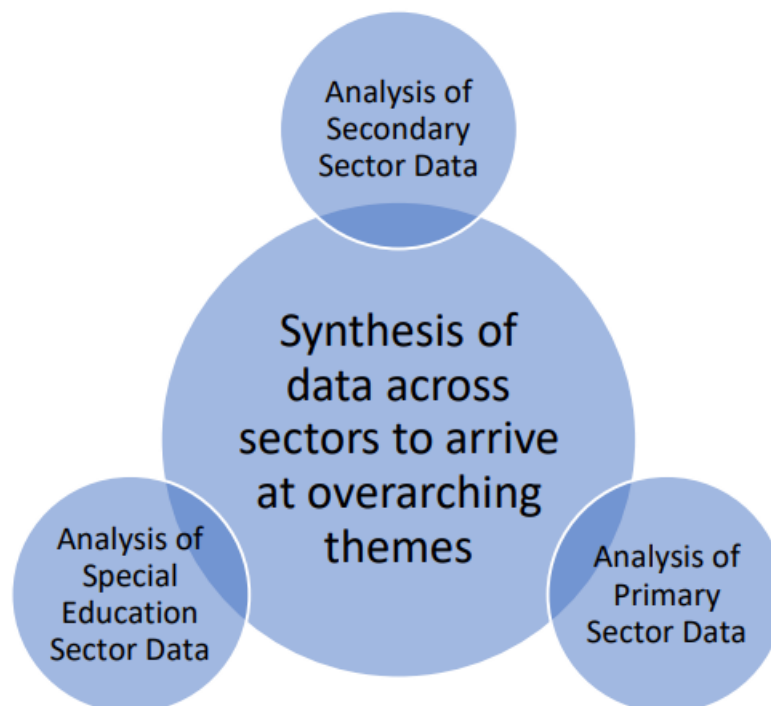 Analysis of
Secondary
Sector Data
Synthesis of
data across
sectors to arrive
at overarching
themes
Analysis of
Special
Education
Sector Data
Analysis of
Primary
Sector Data